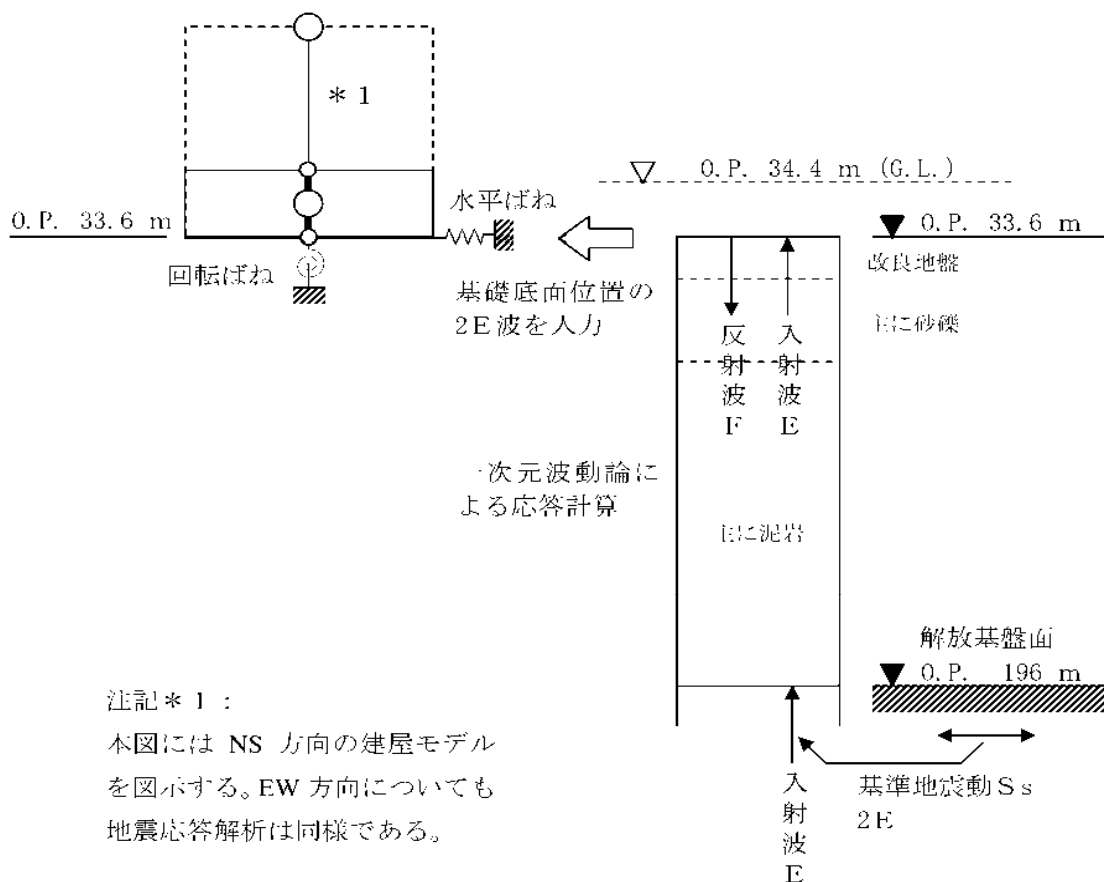 *1
O.P. 34.4 m (G.L.)
水平ばね
O.P. 33.6 m
O.P. 33.6 m
回転ばね
改良地盤
基礎底面位置の
2E波を入力
主に砂礫
反射波F
入射波E
一次元波動論に
よる応答計算
主に泥岩
解放基盤面
O.P. 196 m
注記*1:
本図には NS 方向の建屋モデル
を図示する。EW 方向についても
地震応答解析は同様である。
基準地震動Ss
2E
入射波E